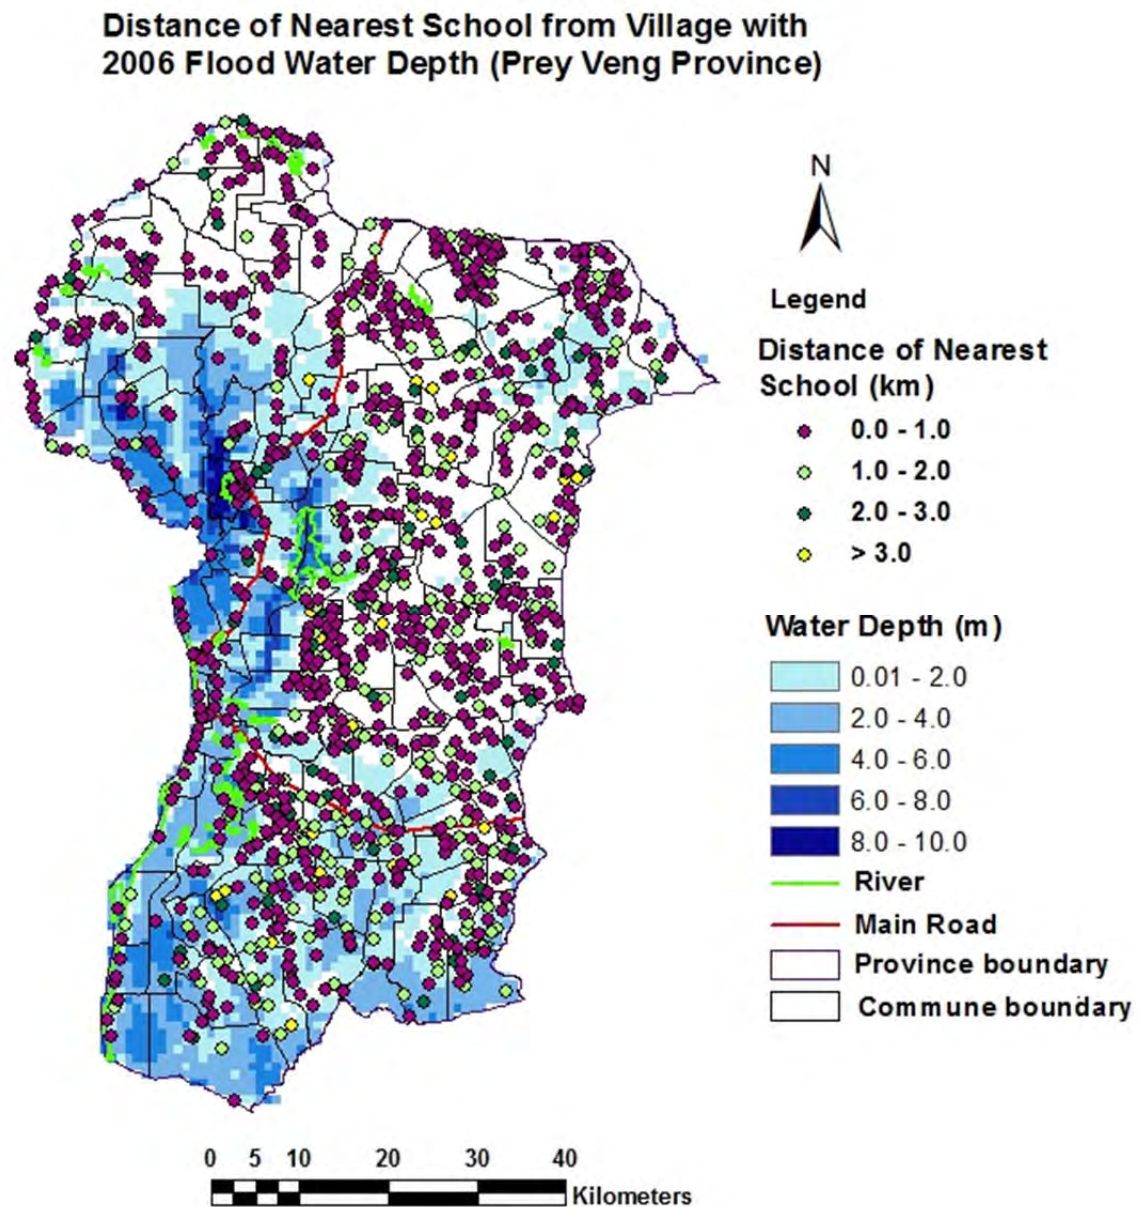 Distance of Nearest School from Village with
2006 Flood Water Depth (Prey Veng Province)
N
Legend
Distance of Nearest
School (km)
0.0 - 1.0
1.0 - 2.0
2.0 - 3.0
> 3.0
Water Depth (m)
0.01 - 2.0
2.0 - 4.0
4.0 - 6.0
6.0 - 8.0
8.0 - 10.0
River
Main Road
Province boundary
Commune boundary
0 5 10 20 30 40
Kilometers